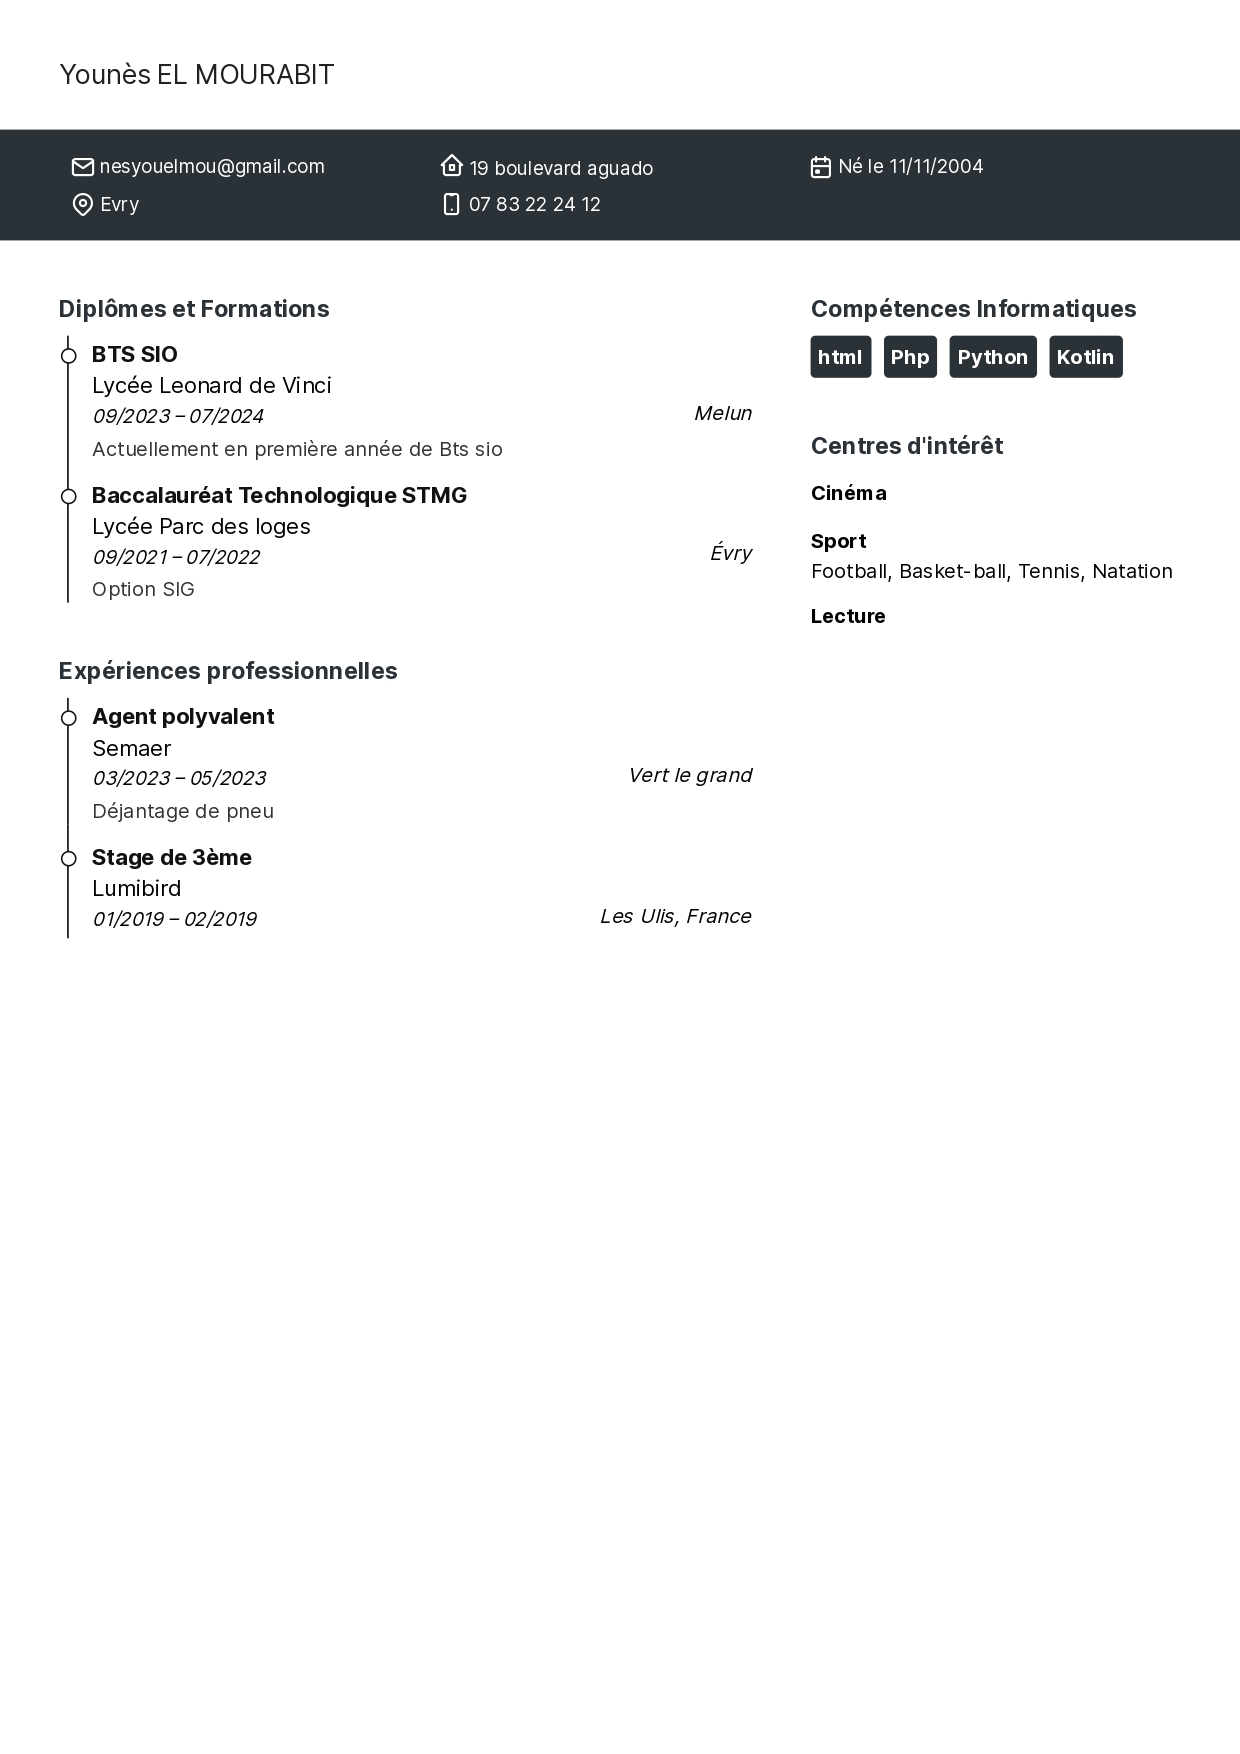 Younès EL MOURABIT
nesyouelmou@gmail.com
19 boulevard aguado
Né le 11/11/2004
Evry
07 83 22 24 12
Diplômes et Formations
BTS SIO
Lycée Leonard de Vinci
09/2023 – 07/2024
Melun
Actuellement en première année de Bts sio
Baccalauréat Technologique STMG
Lycée Parc des loges
09/2021 – 07/2022
Évry
Option SIG
Expériences professionnelles
Agent polyvalent
Semaer
03/2023 – 05/2023
Vert le grand
Déjantage de pneu
Stage de 3ème
Lumibird
01/2019 – 02/2019
Les Ulis, France
Compétences Informatiques
html Php Python Kotlin
Centres d'intérêt
Cinéma
Sport
Football, Basket-ball, Tennis, Natation
Lecture